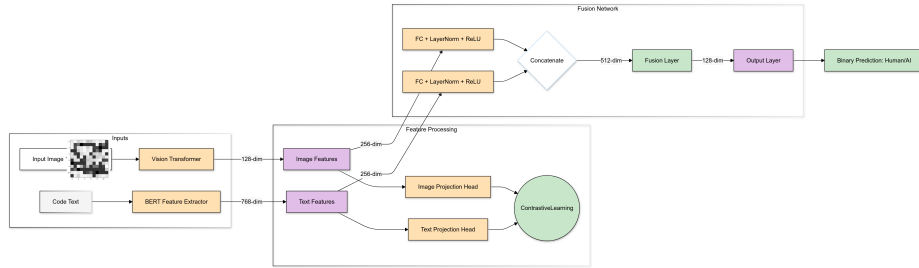 Fusion Network
FC + LayerNorm + ReLU
FC + LayerNorm + ReLU
Concatenate
512-dim
Fusion Layer
128-dim
Output Layer
Binary Prediction: Human/AI
Inputs
Input Image
Vision Transformer
128-dim
Code Text
BERT Feature Extractor
768-dim
Feature Processing
256-dim
Image Features
256-dim
Text Features
Image Projection Head
Text Projection Head
ContrastiveLearning